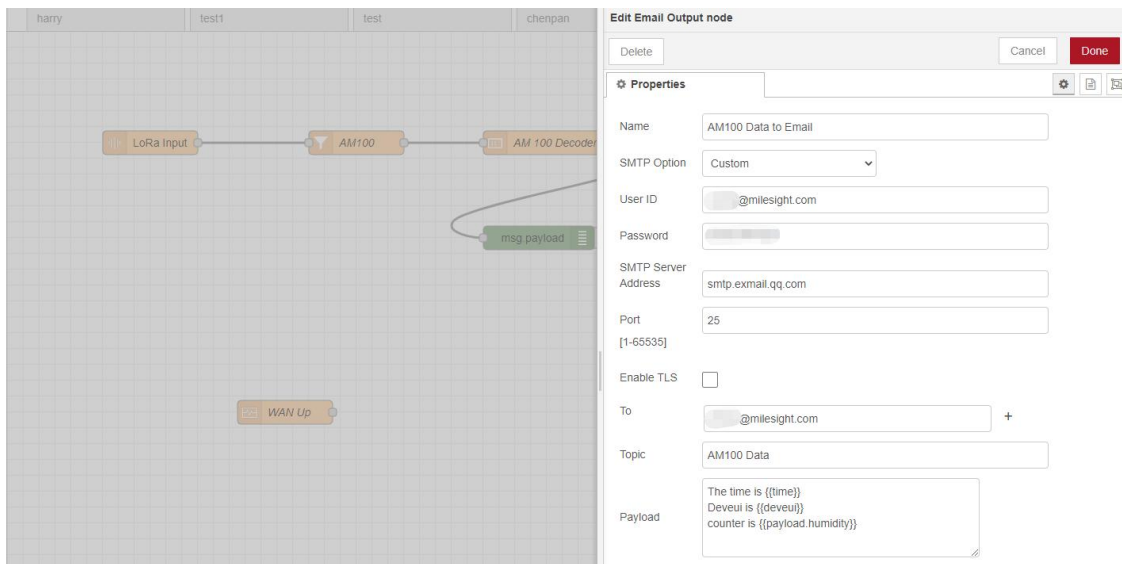 harry
test1
test
chenpan
Edit Email Output node
Delete
Cancel
Done
Properties
LoRa Input
AM100
AM 100 Decoder
msg.payload
WAN Up
Name
AM100 Data to Email
SMTP Option
Custom
User ID
@milesight.com
Password
SMTP Server
Address
smtp.exmail.qq.com
Port
25
[1-65535]
Enable TLS
To
@milesight.com
+
Topic
AM100 Data
Payload
The time is {{time}}
Deveui is {{deveui}}
counter is {{payload.humidity}}